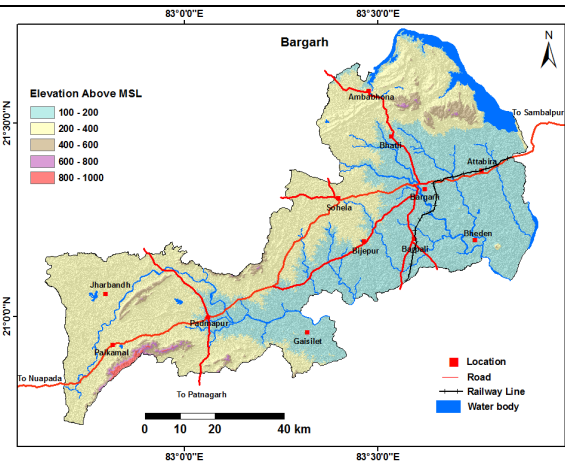 83°0'0"E 83°30'0"E
Bargarh
N
Elevation Above MSL
100 - 200
200 - 400
400 - 600
600 - 800
800 - 1000
21°30'0"N
21°0'0"N
Ambabhona
To Sambalpur
Bhatli
Attabira
Bargarh
Sohela
Bheden
Bijepur
Barpali
Jharbandh
Padmapur
Gaisilet
Paikamal
To Nuapada
To Patnagarh
Location
Road
Railway Line
Water body
0 10 20 40 km
83°0'0"E 83°30'0"E